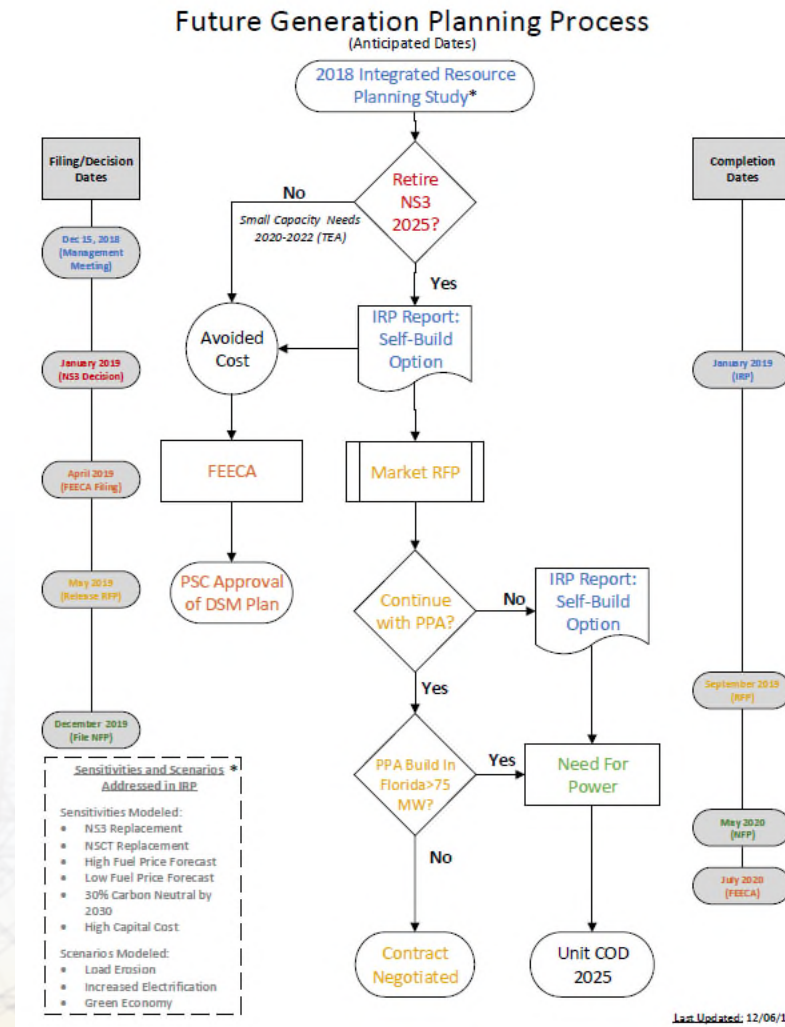 Future Generation Planning Process
(Anticipated Dates)
2018 Integrated Resource
Planning Study*
Filing/Decision
Dates
Dec 15, 2018
(Management
Meeting)
January 2019
(NS3 Decision)
April 2019
(FEECA Filing)
May 2019
(Release RFP)
December 2019
(File NFP)
Retire
NS3
2025?
No
Small Capacity Needs
2020-2022 (TEA)
Yes
Avoided
Cost
IRP Report:
Self-Build
Option
FEECA
Market RFP
PSC Approval
of DSM Plan
Continue
with PPA?
No
IRP Report:
Self-Build
Option
Yes
PPA Build In
Florida>75
MW?
Yes
Need For
Power
No
Contract
Negotiated
Unit COD
2025
Completion
Dates
January 2019
(IRP)
September 2019
(RFP)
May 2020
(NFP)
July 2020
(FEECA)
Sensitivities and Scenarios *
Addressed in IRP
Sensitivities Modeled:
• NS3 Replacement
• NSCT Replacement
• High Fuel Price Forecast
• Low Fuel Price Forecast
• 30% Carbon Neutral by
2030
• High Capital Cost
Scenarios Modeled:
• Load Erosion
• Increased Electrification
• Green Economy
Last Updated: 12/06/1